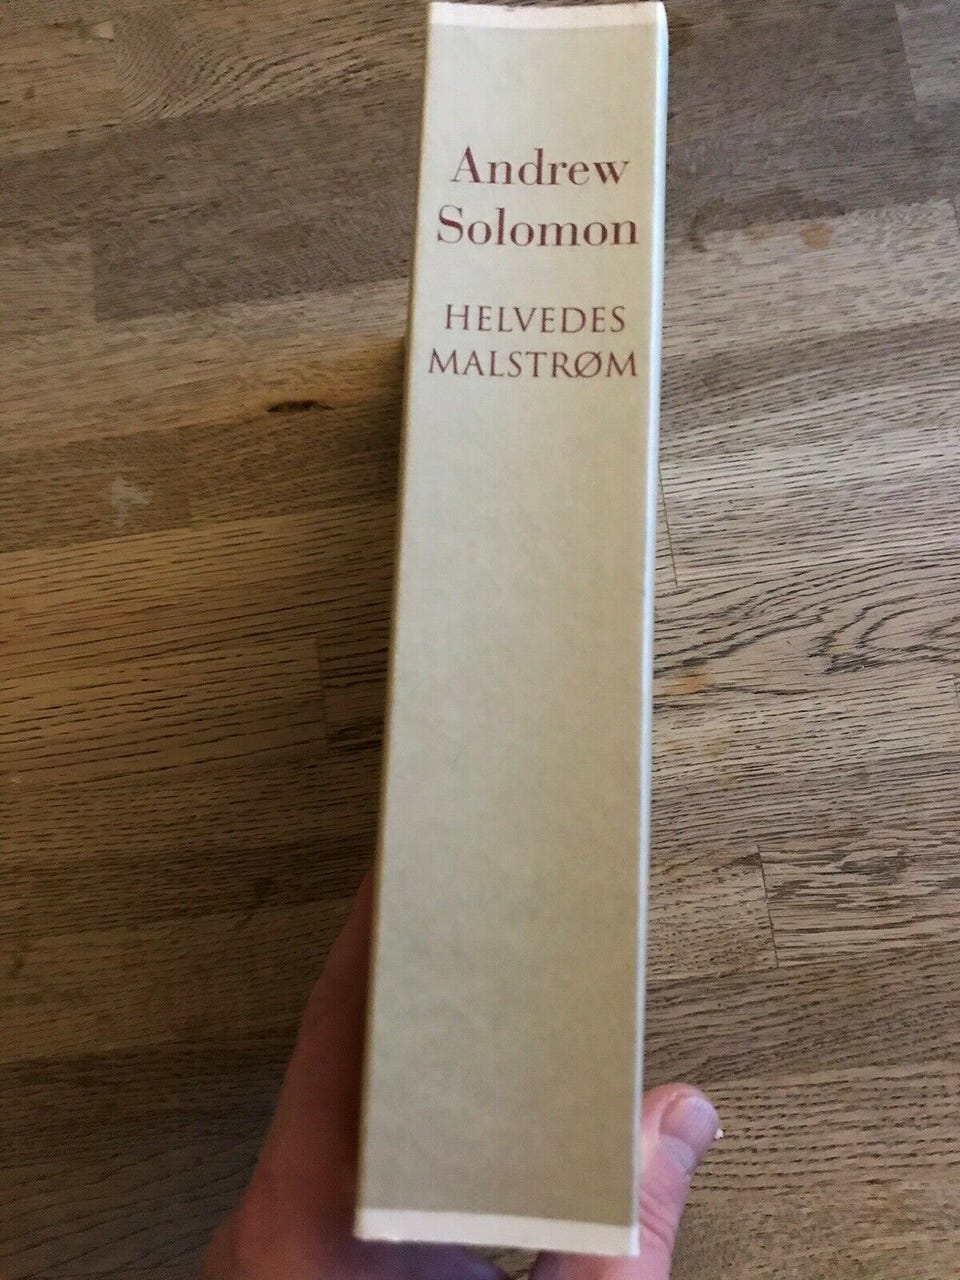 Andrew
Solomon
HELVEDES
MALSTRØM